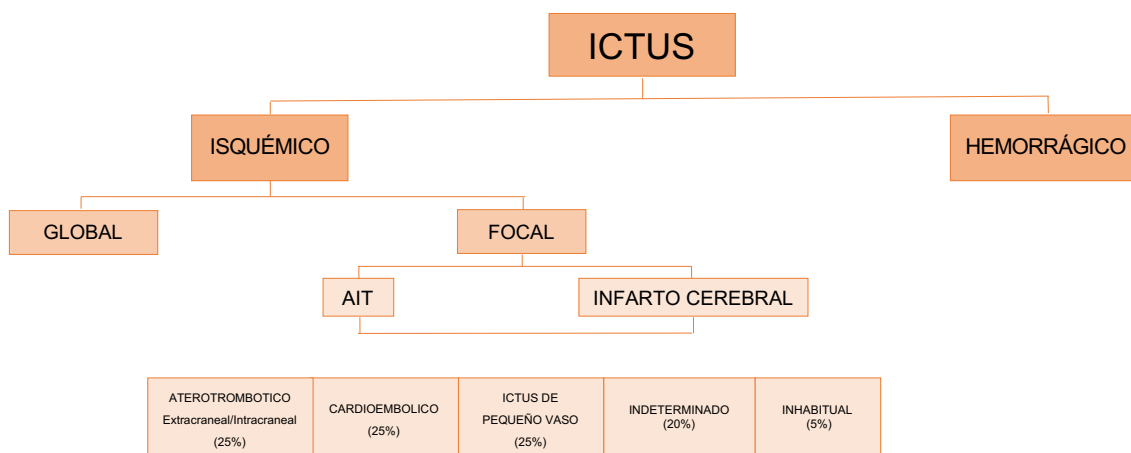 ICTUS
ISQUÉMICO
HEMORRÁGICO
GLOBAL
FOCAL
AIT
INFARTO CEREBRAL
ATEROTROMBOTICO
Extracraneal/Intracraneal
(25%)
CARDIOEMBOLICO
(25%)
ICTUS DE
PEQUEÑO VASO
(25%)
INDETERMINADO
(20%)
INHABITUAL
(5%)